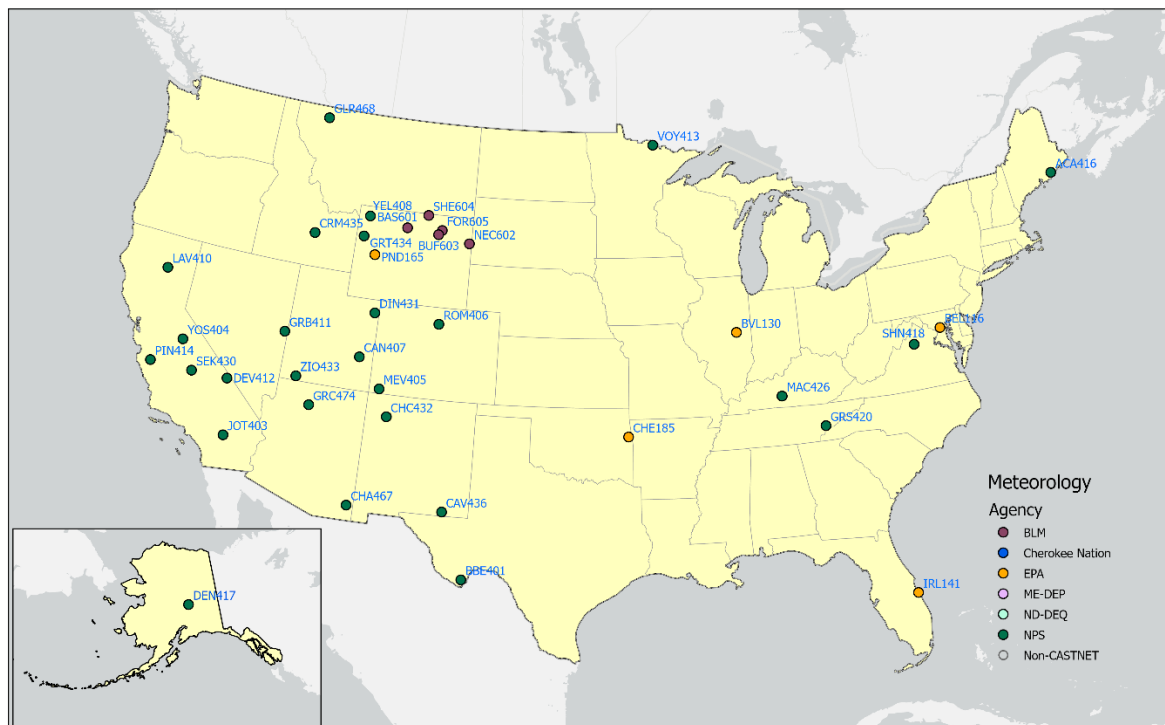 GLR468
VOY413
ACA416
YEL408
SHE604
BAS601
FOR605
CRM435
GRT434
BUF603
NEC602
PND165
LAV410
DIN431
ROM406
GRB411
BVL130
BEL116
YOS404
SHN418
PIN414
CAN407
SEK430
ZIO433
DEV412
MEV405
MAC426
GRC474
CHC432
GRS420
JOT403
CHE185
CHA467
CAV436
BBE401
IRL141
DEN417
Meteorology
Agency
BLM
Cherokee Nation
EPA
ME-DEP
ND-DEQ
NPS
Non-CASTNET